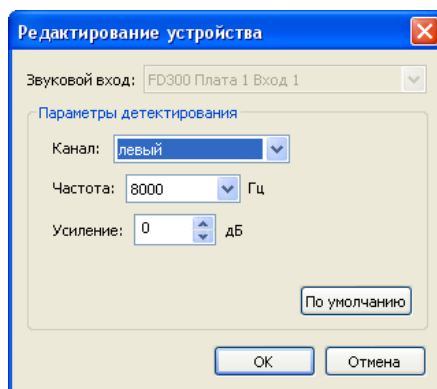 Редактирование устройства
Звуковой вход: FD300 Плата 1 Вход 1
Параметры детектирования
Канал: левый
Частота: 8000 Гц
Усиление: 0 дБ
По умолчанию
OK Отмена